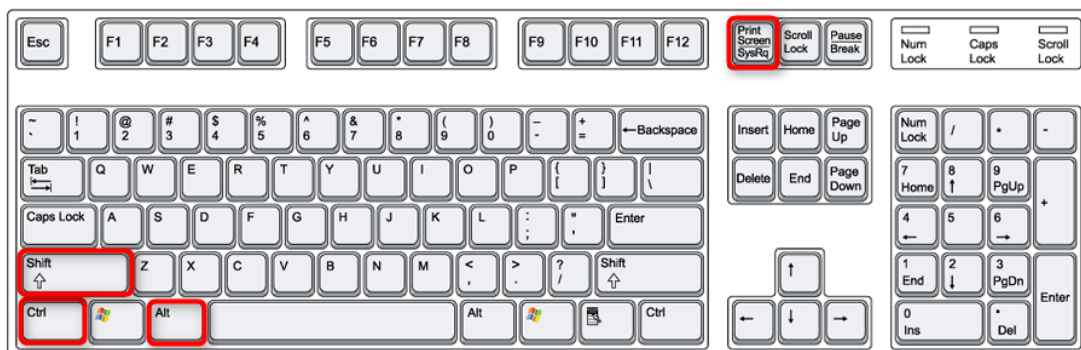 Esc F1 F2 F3 F4 F5 F6 F7 F8 F9 F10 F11 F12 Print Screen SysRq Scroll Lock Pause Break Num Lock Caps Lock Scroll Lock
~ ` ! 1 @ 2 # 3 $ 4 % 5 ^ 6 & 7 * 8 ( 9 ) 0 _ - + = ←Backspace Insert Home Page Up Num Lock / * -
Tab Q W E R T Y U I O P { [ } ] | \ Delete End Page Down 7 Home 8 ↑ 9 PgUp +
Caps Lock A S D F G H J K L : ; " ' Enter 4 ← 5 6 →
Shift Z X C V B N M < , > . ? / Shift ↑ 1 End 2 ↓ 3 PgDn Enter
Ctrl Alt Alt Ctrl ← ↓ → 0 Ins . Del